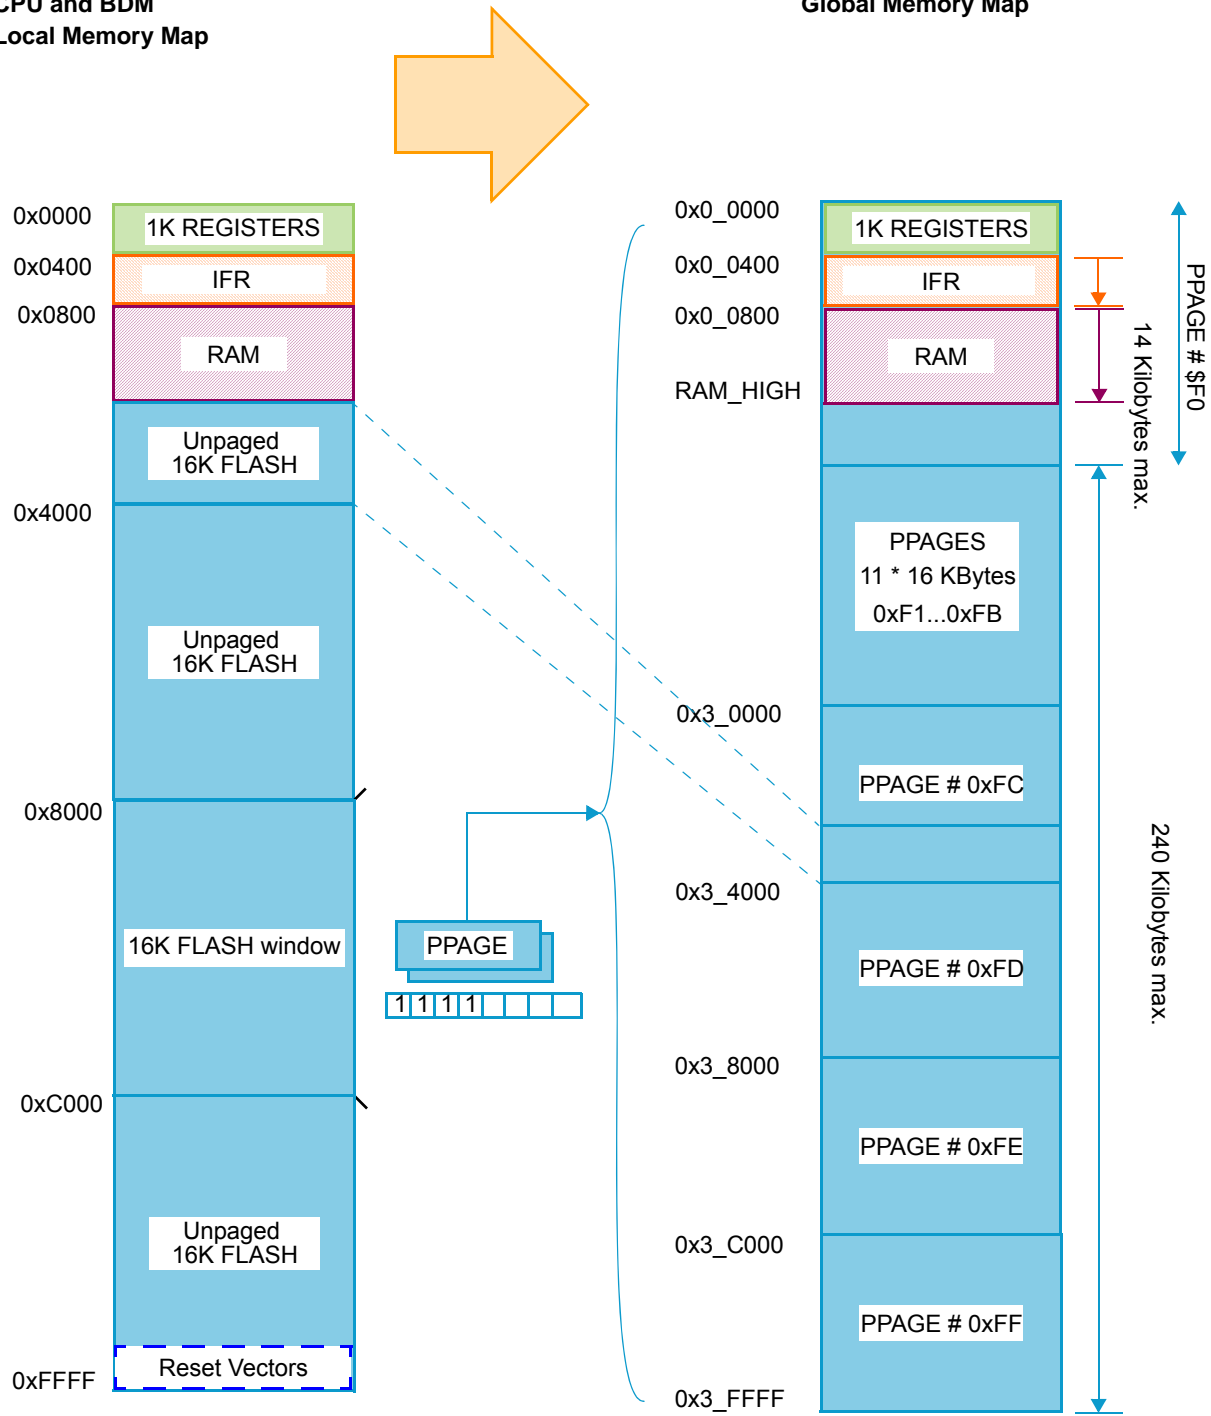 CPU and BDM
Local Memory Map
0x0000
1K REGISTERS
0x0400
IFR
0x0800
RAM
Unpaged
16K FLASH
0x4000
Unpaged
16K FLASH
0x8000
16K FLASH window
0xC000
Unpaged
16K FLASH
Reset Vectors
0xFFFF
PPAGE
1 1 1 1
Global Memory Map
0x0_0000
1K REGISTERS
0x0_0400
IFR
0x0_0800
RAM
RAM_HIGH
PPAGES
11 * 16 KBytes
0xF1...0xFB
0x3_0000
PPAGE # 0xFC
0x3_4000
PPAGE # 0xFD
0x3_8000
PPAGE # 0xFE
0x3_C000
PPAGE # 0xFF
0x3_FFFF
14 Kilobytes max.
PPAGE # $F0
240 Kilobytes max.